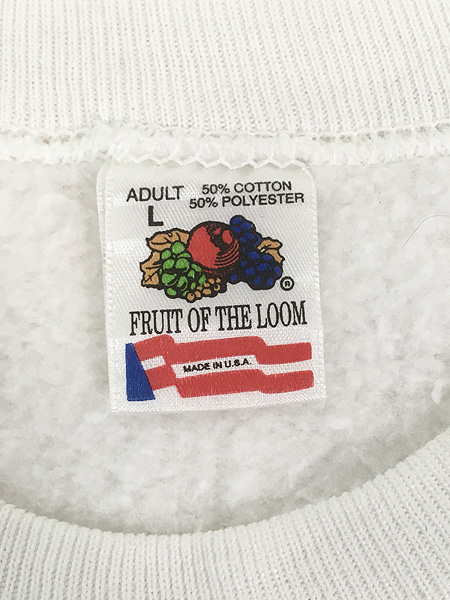 ADULT 50% COTTON
L 50% POLYESTER
®
FRUIT OF THE LOOM
MADE IN U.S.A.